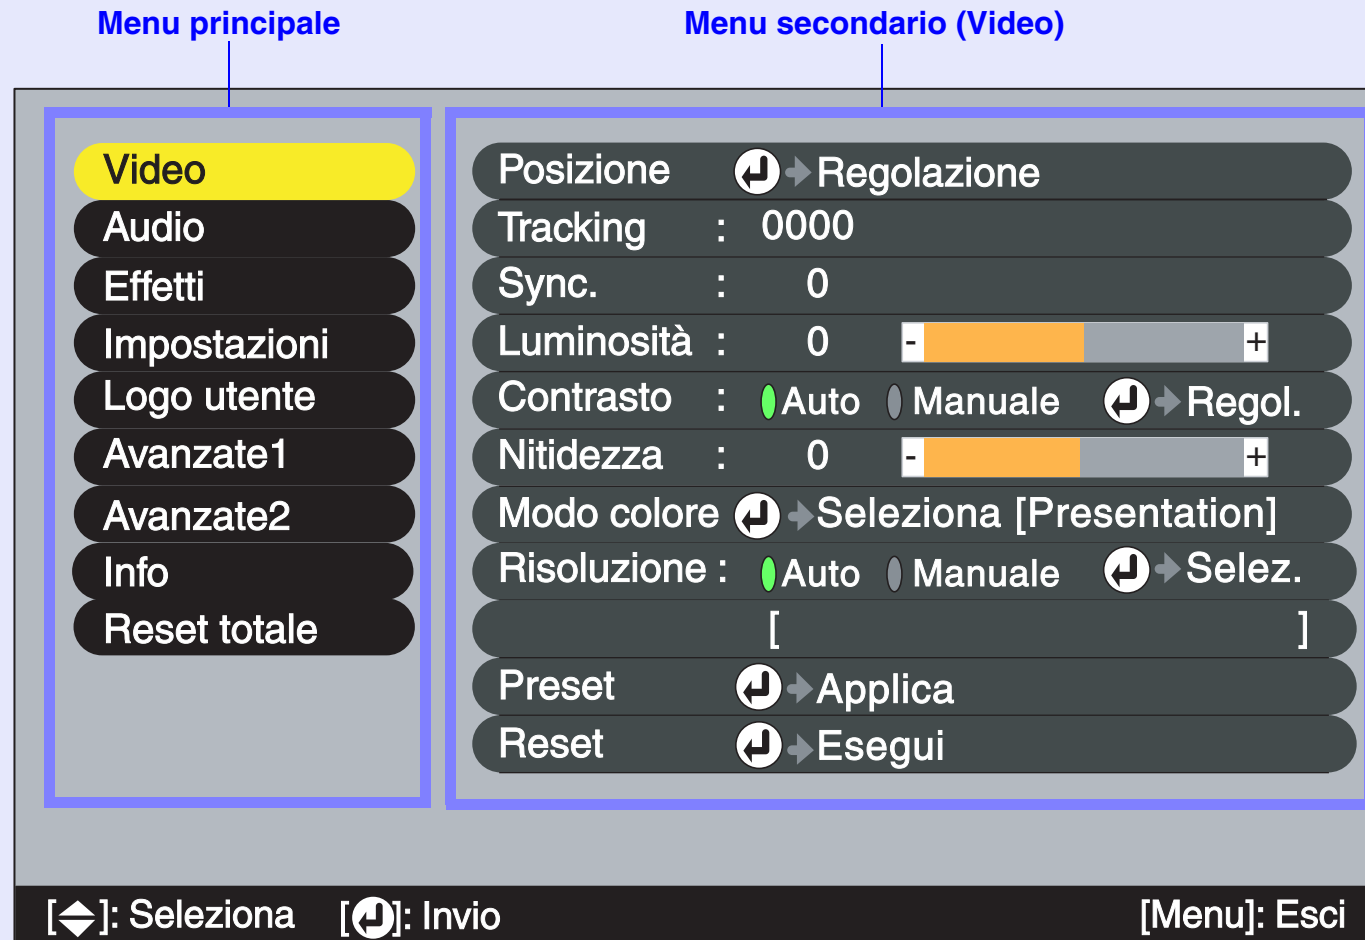 Menu principale
Menu secondario (Video)
Video
Audio
Effetti
Impostazioni
Logo utente
Avanzate1
Avanzate2
Info
Reset totale
Posizione Regolazione
Tracking : 0000
Sync. : 0
Luminosità : 0 - +
Contrasto : Auto Manuale Regol.
Nitidezza : 0 - +
Modo colore Seleziona [Presentation]
Risoluzione : Auto Manuale Selez.
[ ]
Preset Applica
Reset Esegui
[ ]: Seleziona [ ]: Invio [Menu]: Esci